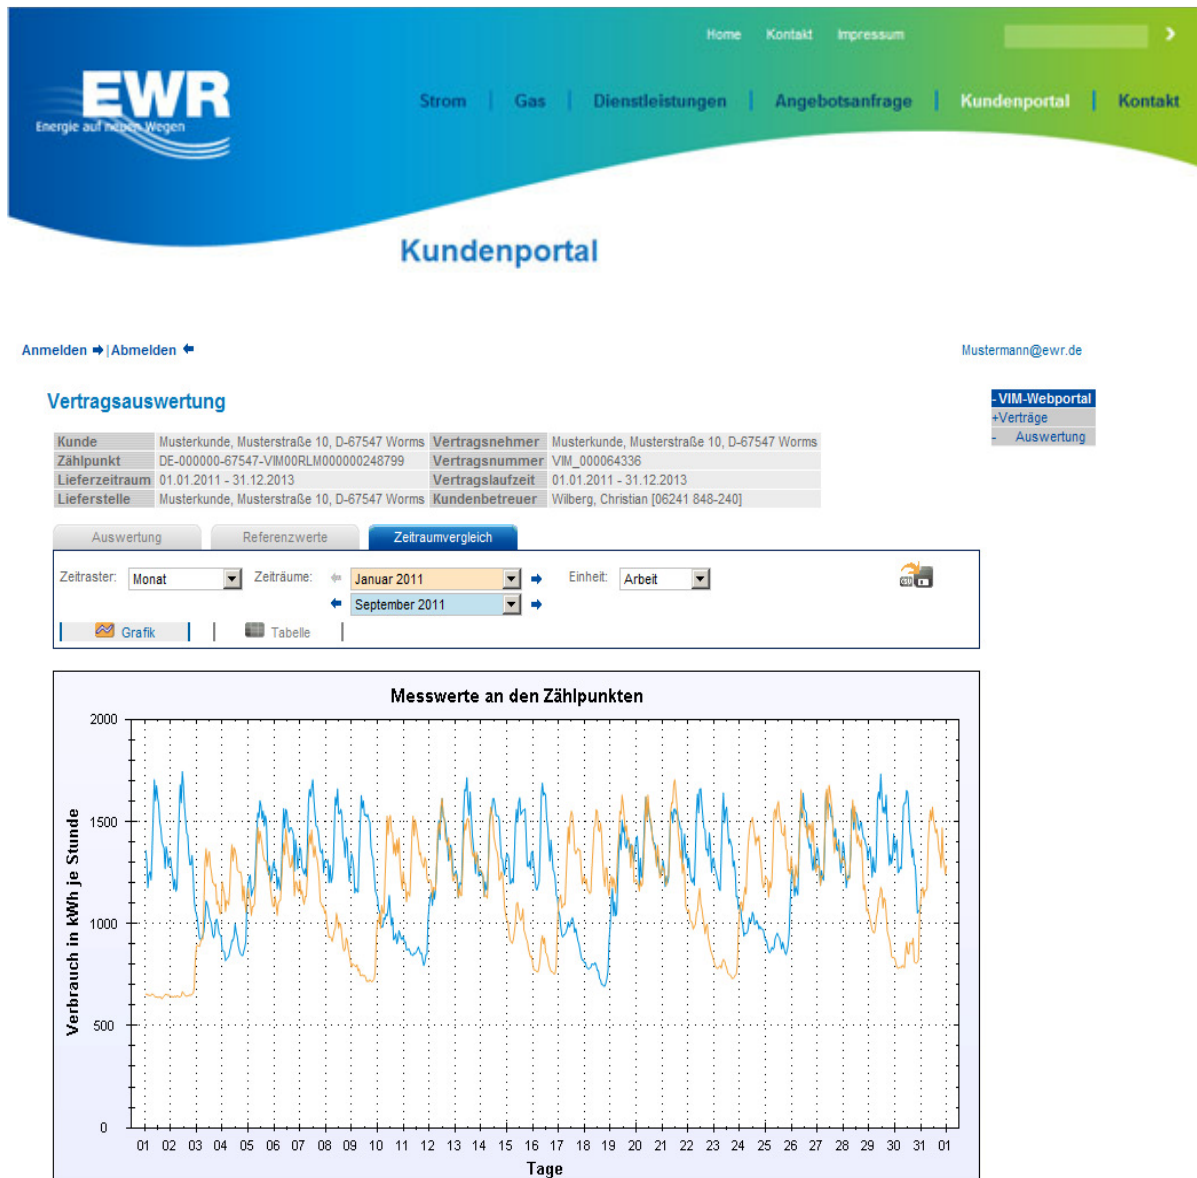 Home Kontakt Impressum
EWR
Energie auf neuen Wegen
Strom | Gas | Dienstleistungen | Angebotsanfrage | Kundenportal | Kontakt
Kundenportal
Anmelden | Abmelden
Mustermann@ewr.de
Vertragsauswertung
- VIM-Webportal
+Verträge
- Auswertung
Kunde Musterkunde, Musterstraße 10, D-67547 Worms Vertragsnehmer Musterkunde, Musterstraße 10, D-67547 Worms
Zählpunkt DE-000000-67547-VIM00RLM000000248799 Vertragsnummer VIM_000064336
Lieferzeitraum 01.01.2011 - 31.12.2013 Vertragslaufzeit 01.01.2011 - 31.12.2013
Lieferstelle Musterkunde, Musterstraße 10, D-67547 Worms Kundenbetreuer Wilberg, Christian [06241 848-240]
Auswertung Referenzwerte Zeitraumvergleich
Zeitraster: Monat Zeiträume: Januar 2011 Einheit: Arbeit
CSV
September 2011
Grafik | Tabelle |
Messwerte an den Zählpunkten
Verbrauch in kWh je Stunde
2000
1500
1000
500
0
01 02 03 04 05 06 07 08 09 10 11 12 13 14 15 16 17 18 19 20 21 22 23 24 25 26 27 28 29 30 31 01
Tage